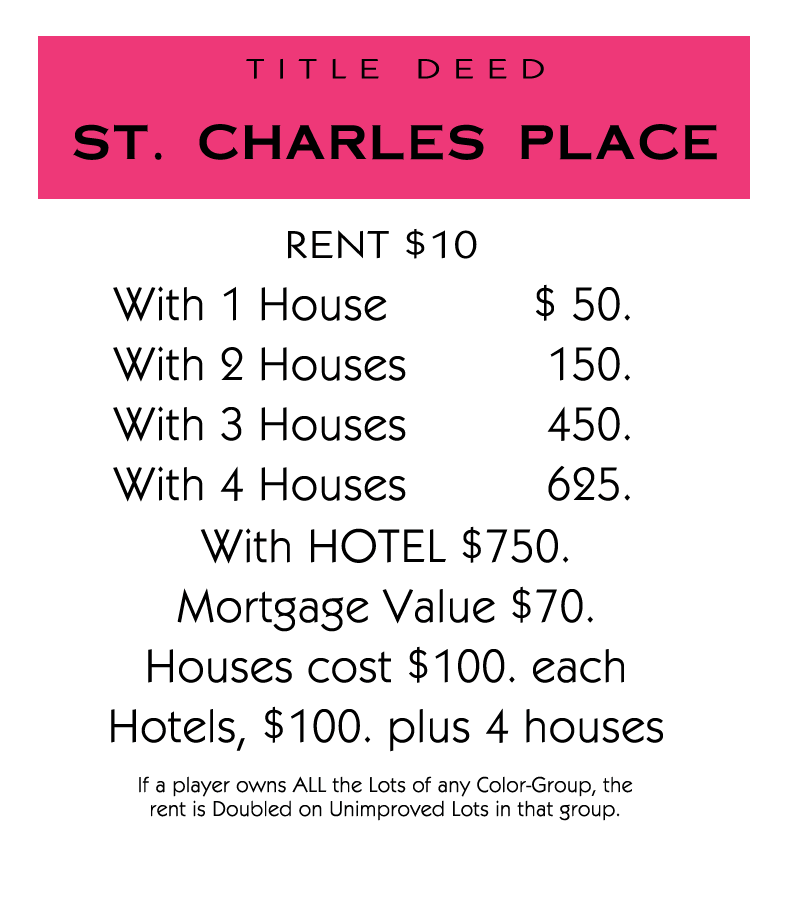 TITLE DEED
ST. CHARLES PLACE
RENT $10
With 1 House $ 50.
With 2 Houses 150.
With 3 Houses 450.
With 4 Houses 625.
With HOTEL $750.
Mortgage Value $70.
Houses cost $100. each
Hotels, $100. plus 4 houses
If a player owns ALL the Lots of any Color-Group, the
rent is Doubled on Unimproved Lots in that group.